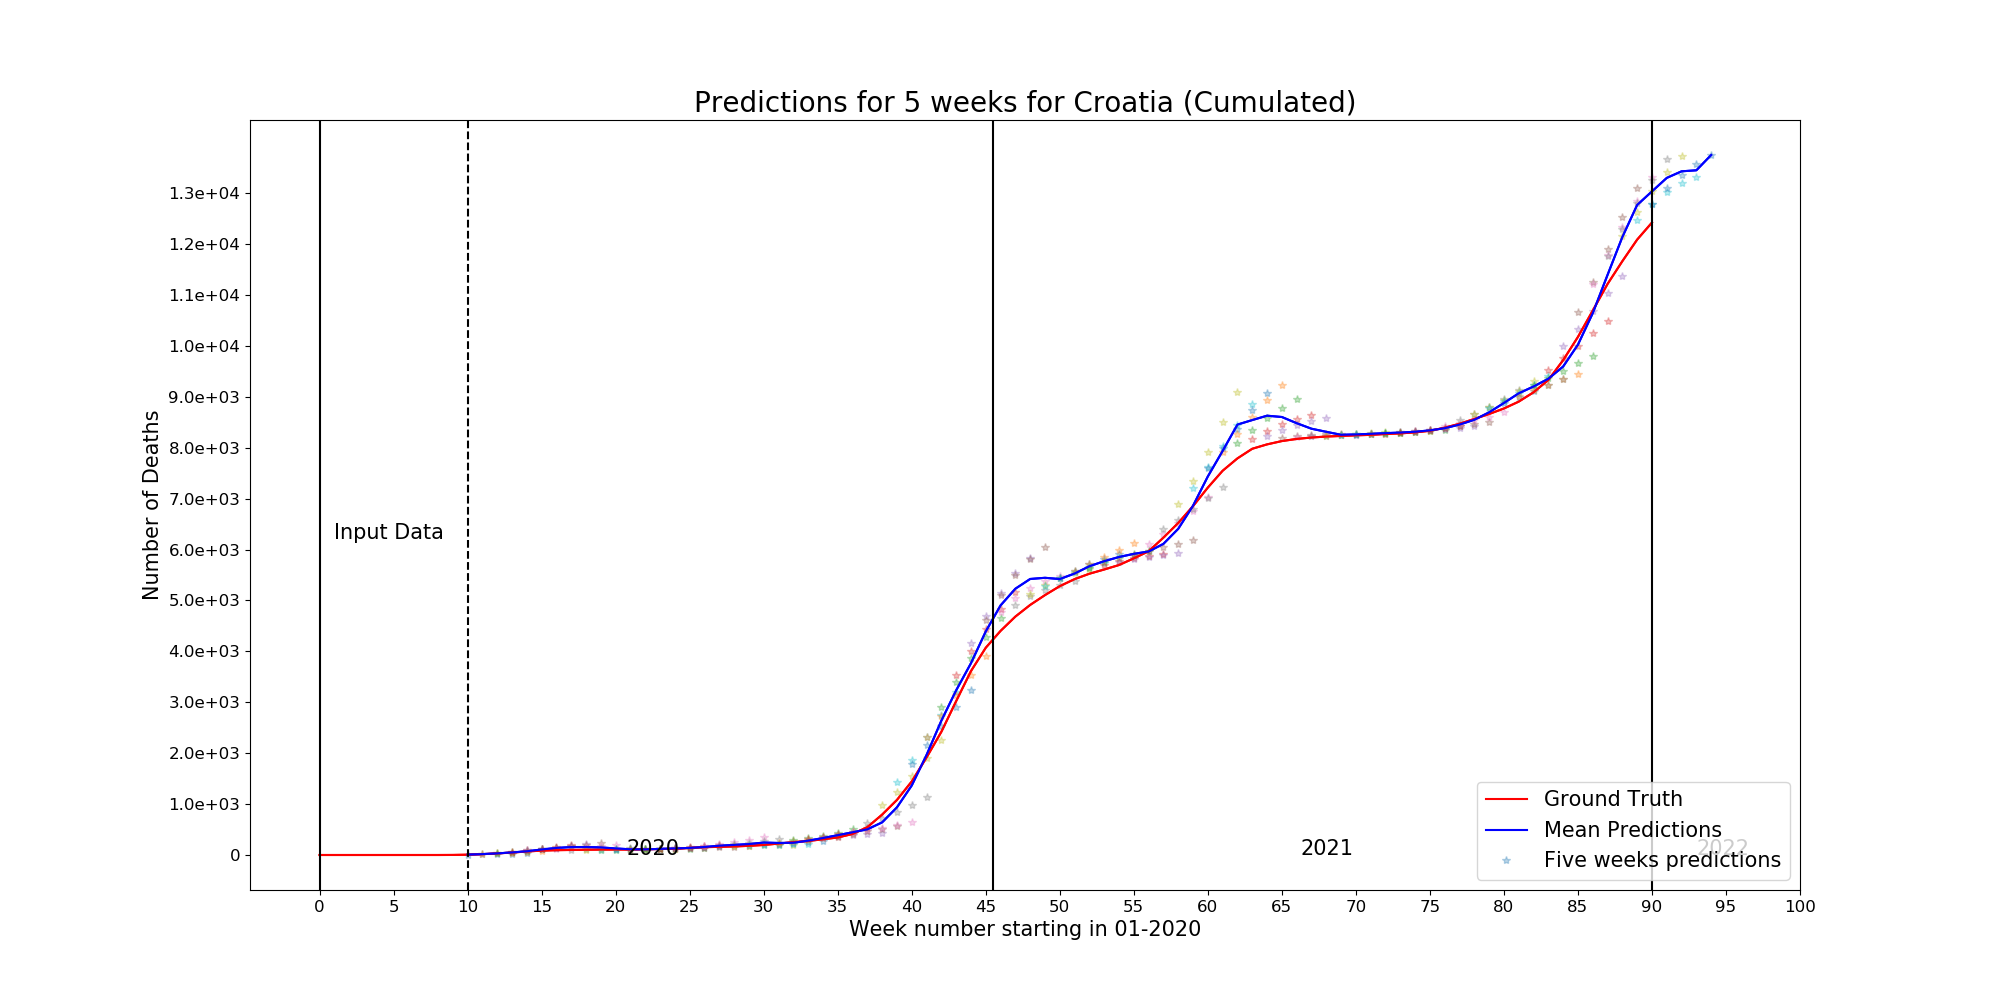 Predictions for 5 weeks for Croatia (Cumulated)
1.3e+04
1.2e+04
1.1e+04
1.0e+04
9.0e+03
8.0e+03
7.0e+03
6.0e+03
5.0e+03
4.0e+03
3.0e+03
2.0e+03
1.0e+03
0
Number of Deaths
Input Data
2020
2021
2022
Ground Truth
Mean Predictions
Five weeks predictions
0 5 10 15 20 25 30 35 40 45 50 55 60 65 70 75 80 85 90 95 100
Week number starting in 01-2020